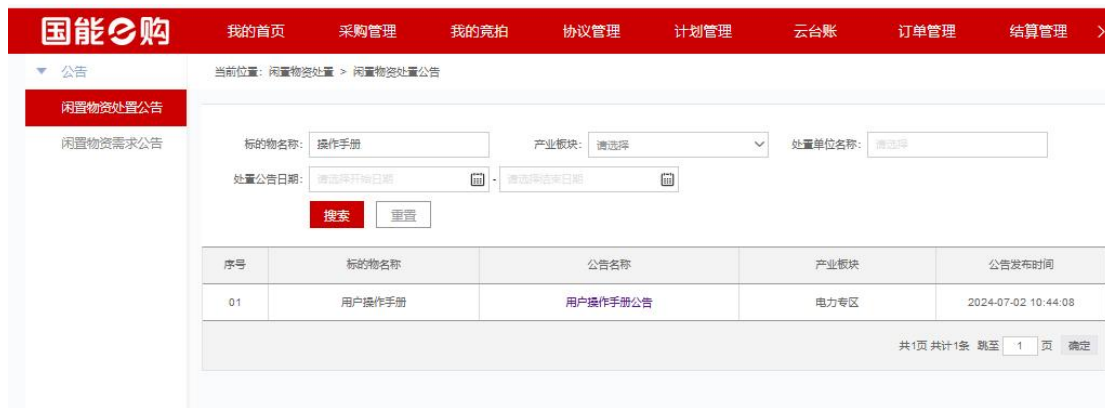 国能e购 我的首页 采购管理 我的竞拍 协议管理 计划管理 云台账 订单管理 结算管理
公告 当前位置: 闲置物资处置 > 闲置物资处置公告
闲置物资处置公告
闲置物资需求公告 标的物名称: 操作手册 产业板块: 请选择 处置单位名称: 请选择
处置公告日期: 请选择开始日期 - 请选择结束日期
搜索 重置
序号 标的物名称 公告名称 产业板块 公告发布时间
01 用户操作手册 用户操作手册公告 电力专区 2024-07-02 10:44:08
共1页 共计1条 跳至 1 页 确定